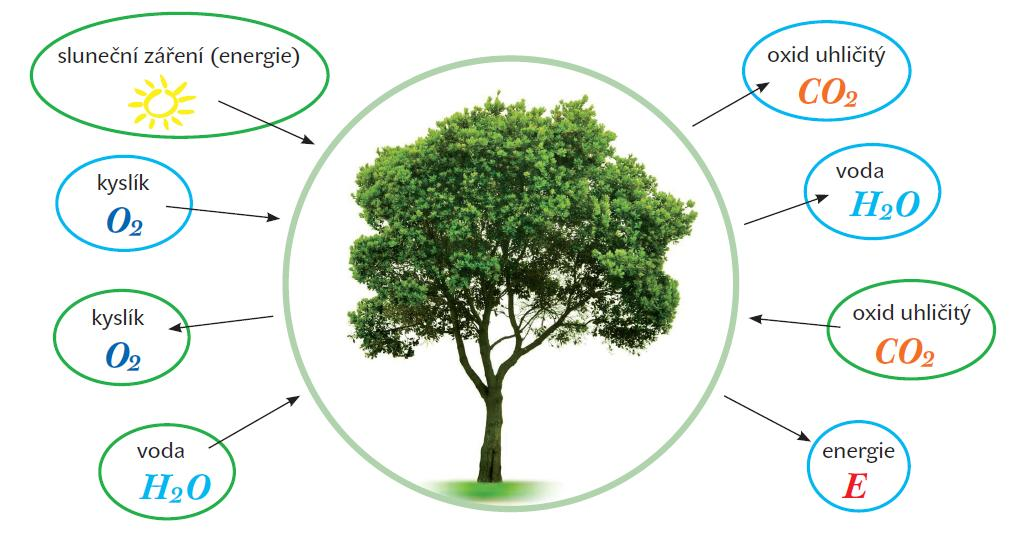 sluneční záření (energie)
kyslík
O₂
kyslík
O₂
voda
H₂O
oxid uhličitý
CO₂
voda
H₂O
oxid uhličitý
CO₂
energie
E